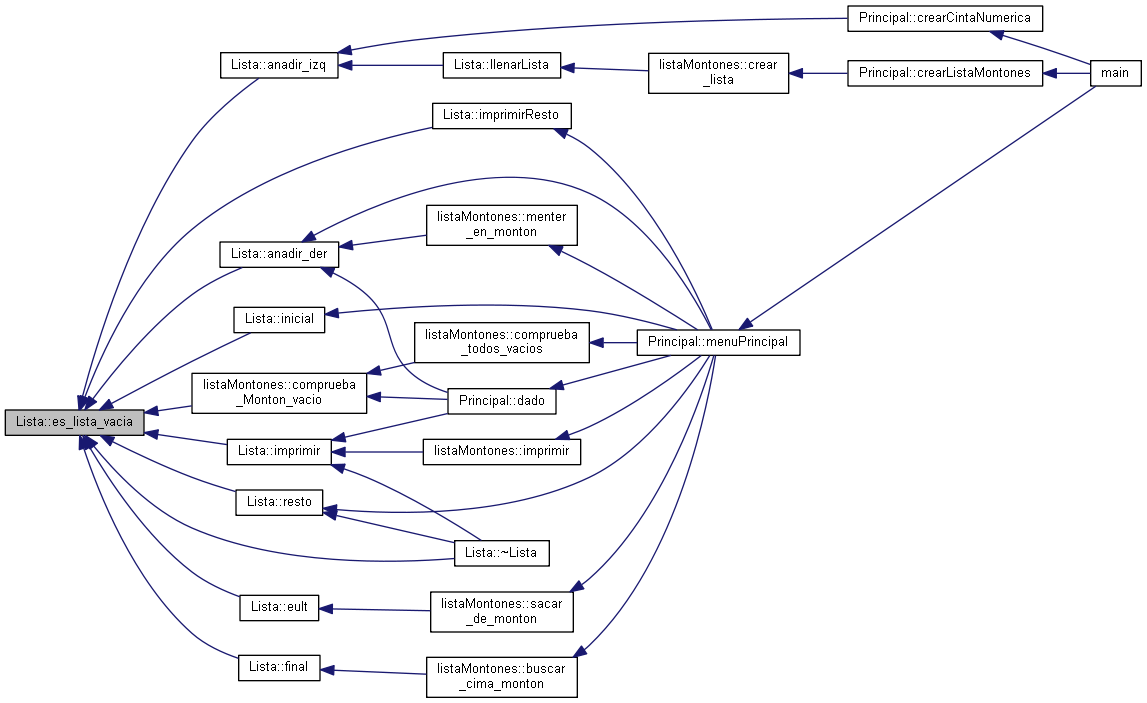 Principal::crearCintaNumerica
Lista::anadir_izq
Lista::llenarLista
listaMontones::crear
_lista
Principal::crearListaMontones
main
Lista::imprimirResto
listaMontones::menter
_en_monton
Lista::anadir_der
Lista::inicial
listaMontones::comprueba
_todos_vacios
Principal::menuPrincipal
listaMontones::comprueba
_Monton_vacio
Principal::dado
Lista::es_lista_vacia
Lista::imprimir
listaMontones::imprimir
Lista::resto
Lista::~Lista
Lista::eult
listaMontones::sacar
_de_monton
Lista::final
listaMontones::buscar
_cima_monton